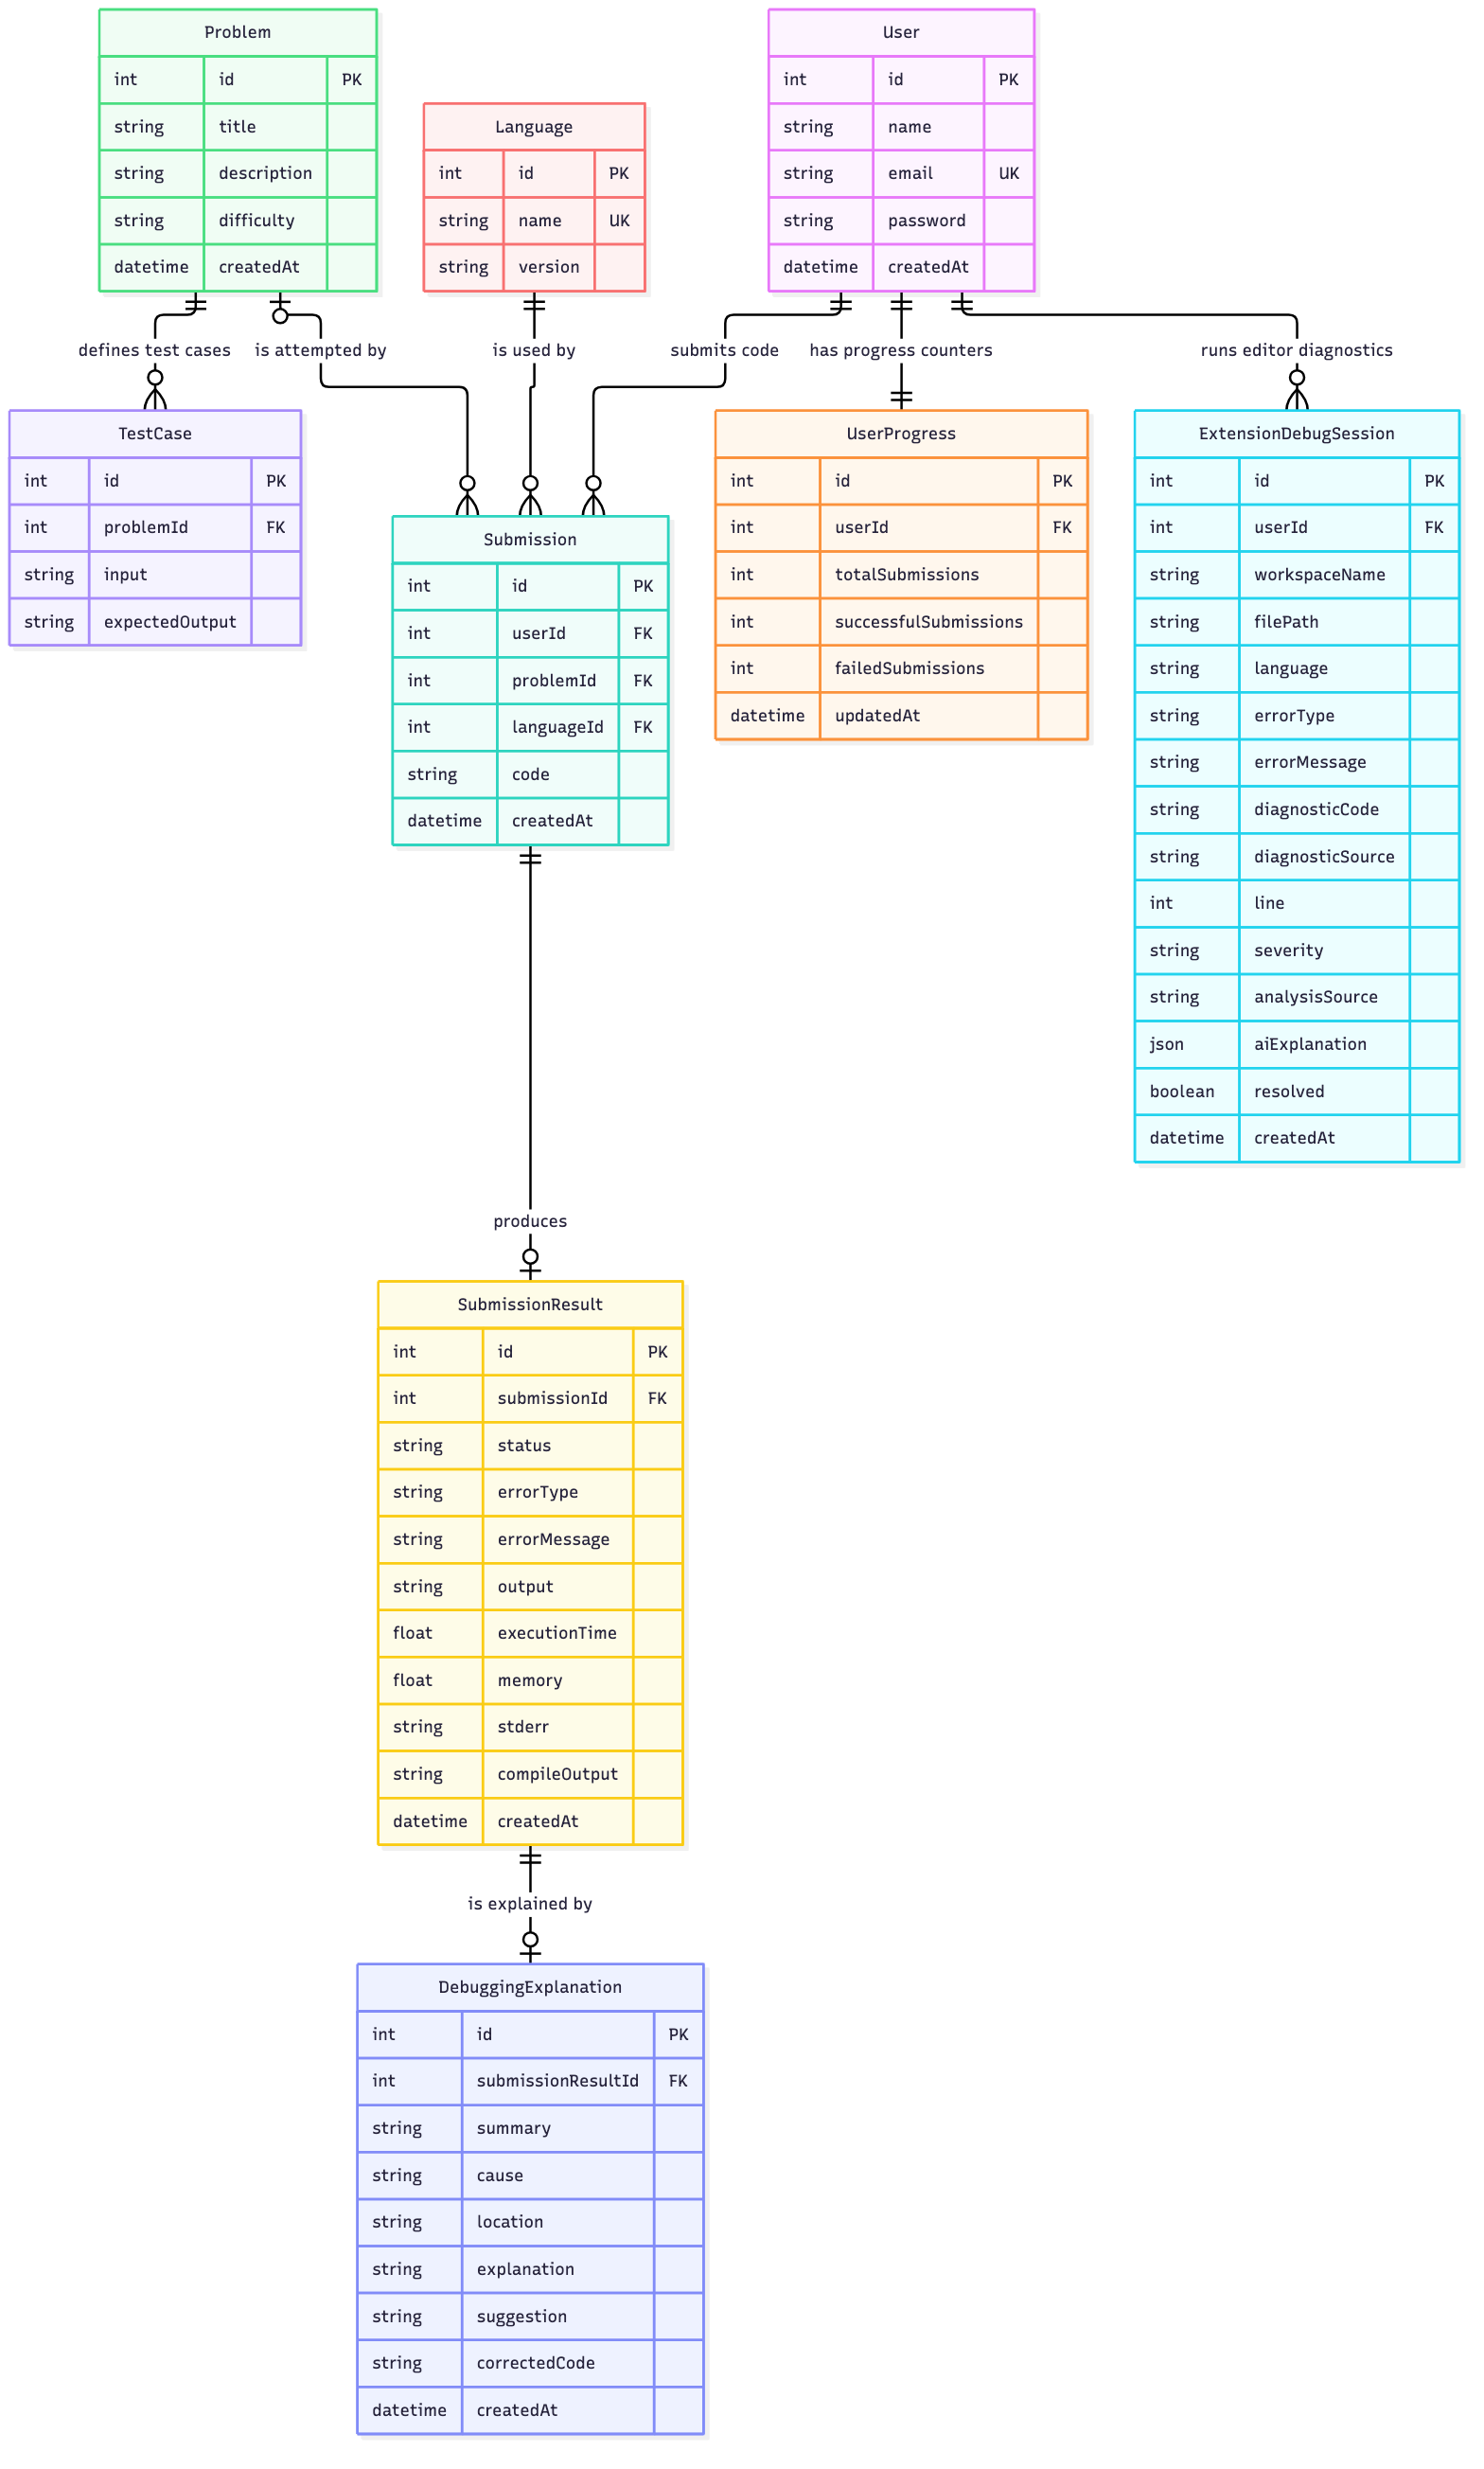 Problem
int id PK
string title
string description
string difficulty
datetime createdAt
Language
int id PK
string name UK
string version
User
int id PK
string name
string email UK
string password
datetime createdAt
defines test cases
is attempted by
is used by
submits code
has progress counters
runs editor diagnostics
TestCase
int id PK
int problemId FK
string input
string expectedOutput
Submission
int id PK
int userId FK
int problemId FK
int languageId FK
string code
datetime createdAt
UserProgress
int id PK
int userId FK
int totalSubmissions
int successfulSubmissions
int failedSubmissions
datetime updatedAt
ExtensionDebugSession
int id PK
int userId FK
string workspaceName
string filePath
string language
string errorType
string errorMessage
string diagnosticCode
string diagnosticSource
int line
string severity
string analysisSource
json aiExplanation
boolean resolved
datetime createdAt
produces
SubmissionResult
int id PK
int submissionId FK
string status
string errorType
string errorMessage
string output
float executionTime
float memory
string stderr
string compileOutput
datetime createdAt
is explained by
DebuggingExplanation
int id PK
int submissionResultId FK
string summary
string cause
string location
string explanation
string suggestion
string correctedCode
datetime createdAt